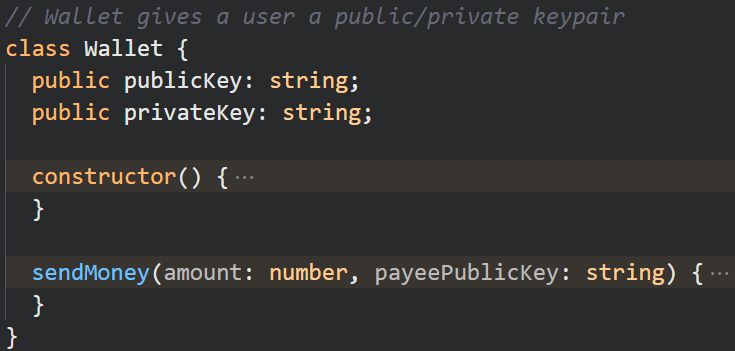 // Wallet gives a user a public/private keypair
class Wallet {
  public publicKey: string;
  public privateKey: string;
  constructor() {···
  }
  sendMoney(amount: number, payeePublicKey: string) {···
  }
}